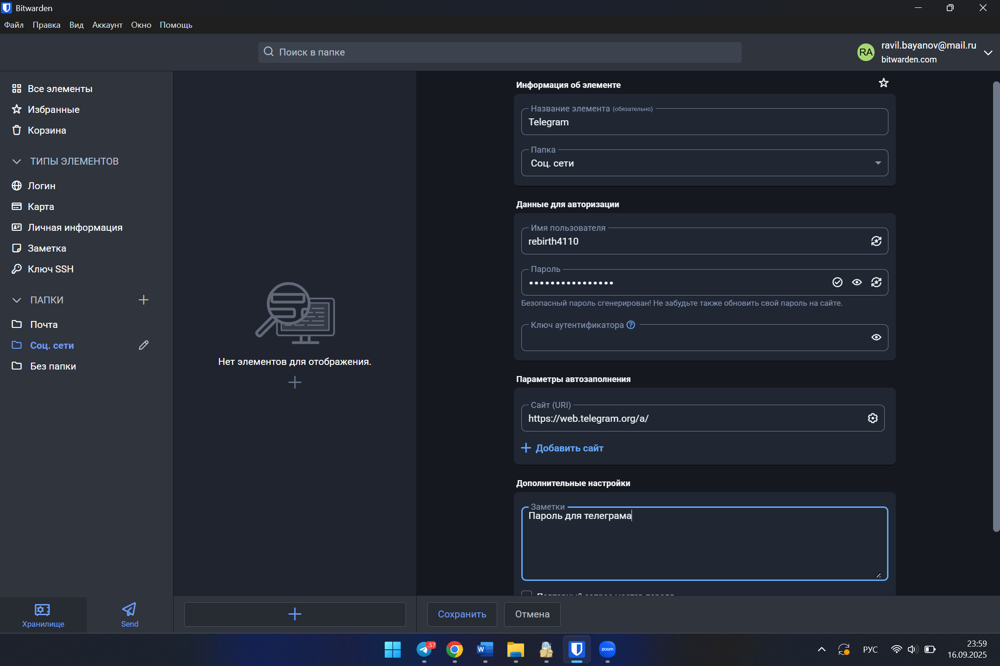 Bitwarden
Файл Правка Вид Аккаунт Окно Помощь
Поиск в папке
RA
ravil.bayanov@mail.ru
bitwarden.com
Все элементы
Избранные
Корзина
ТИПЫ ЭЛЕМЕНТОВ
Логин
Карта
Личная информация
Заметка
Ключ SSH
ПАПКИ
Почта
Соц. сети
Без папки
Нет элементов для отображения.
Информация об элементе
Название элемента (обязательно)
Telegram
Папка
Соц. сети
Данные для авторизации
Имя пользователя
rebirth4110
Пароль
••••••••••••••••
Безопасный пароль сгенерирован! Не забудьте также обновить свой пароль на сайте.
Ключ аутентификатора
Параметры автозаполнения
Сайт (URI)
https://web.telegram.org/a/
Добавить сайт
Дополнительные настройки
Заметки
Пароль для телеграма
Хранилище
Send
Сохранить
Отмена
..57
W
zoom
РУС
23:59
16.09.2025